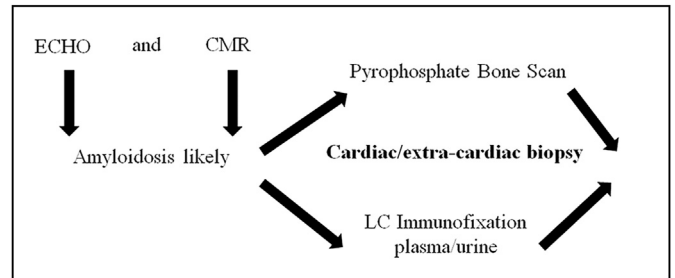 ECHO and CMR
Pyrophosphate Bone Scan
Amyloidosis likely
Cardiac/extra-cardiac biopsy
LC Immunofixation
plasma/urine